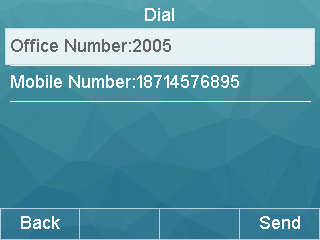 Dial
Office Number:2005
Mobile Number:18714576895
Back
Send